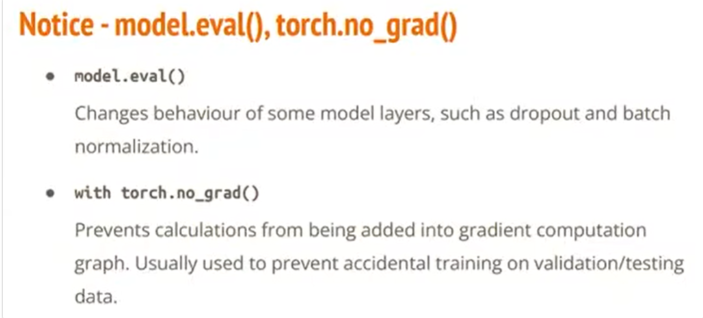 Notice - model.eval(), torch.no_grad()
● model.eval()
Changes behaviour of some model layers, such as dropout and batch
normalization.
● with torch.no_grad()
Prevents calculations from being added into gradient computation
graph. Usually used to prevent accidental training on validation/testing
data.